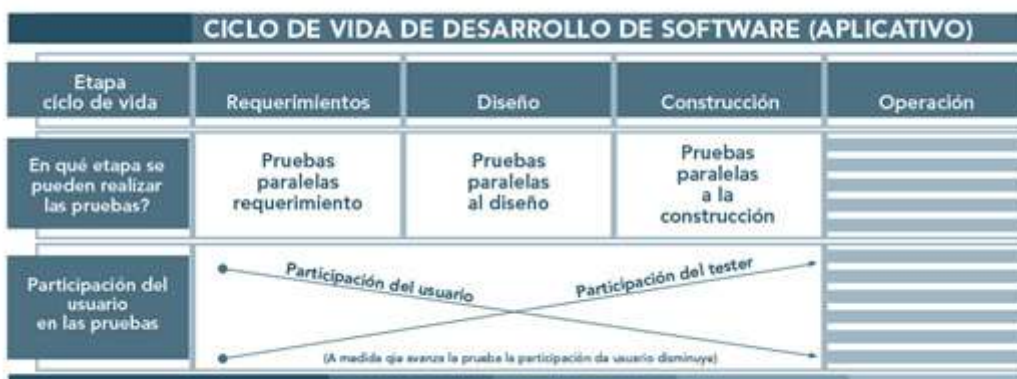 CICLO DE VIDA DE DESARROLLO DE SOFTWARE (APLICATIVO)
Etapa
ciclo de vida
Requerimientos
Diseño
Construcción
Operación
En qué etapa se
pueden realizar
las pruebas?
Pruebas
paralelas
requerimiento
Pruebas
paralelas
al diseño
Pruebas
paralelas
a la
construcción
Participación del
usuario
en las pruebas
Participación del usuario
Participación del tester
(A medida qie avanza la prueba la participación de usuario disminuye)